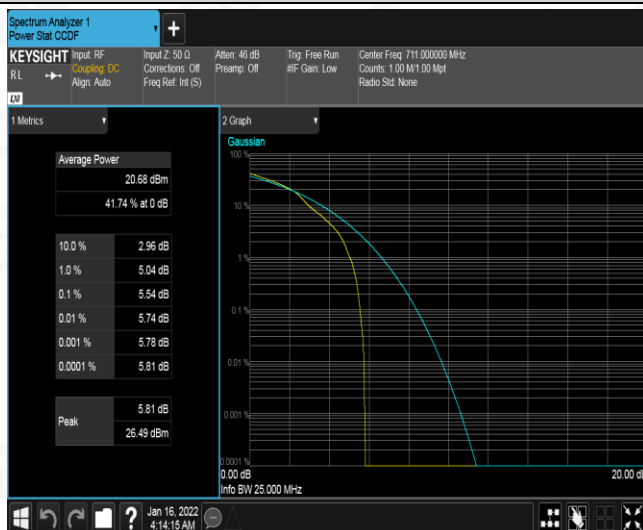 Spectrum Analyzer 1
Power Stat CCDF
+
KEYSIGHT
RL
LXI
Input: RF
Coupling: DC
Align: Auto
Input Z: 50 Ω
Corrections: Off
Freq Ref: Int (S)
Atten: 46 dB
Preamp: Off
Trig: Free Run
#IF Gain: Low
Center Freq: 711.000000 MHz
Counts: 1.00 M/1.00 Mpt
Radio Std: None
1 Metrics
Average Power
20.68 dBm
41.74 % at 0 dB
10.0 % 2.96 dB
1.0 % 5.04 dB
0.1 % 5.54 dB
0.01 % 5.74 dB
0.001 % 5.78 dB
0.0001 % 5.81 dB
Peak
5.81 dB
26.49 dBm
2 Graph
Gaussian
100 %
10 %
1 %
0.1 %
0.01 %
0.001 %
0.0001 %
0.00 dB
20.00 dB
Info BW 25.000 MHz
?
Jan 16, 2022
4:14:15 AM